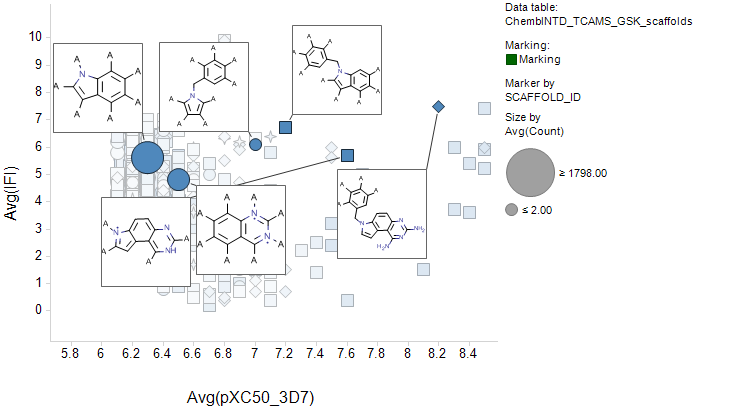 Data table:
ChemblNTD_TCAMS_GSK_scaffolds
Marking:
Marking
Marker by
SCAFFOLD_ID
Size by
Avg(Count)
≥ 1798.00
≤ 2.00
Avg(IFI)
10
9
8
7
6
5
4
3
2
1
0
A A A A A A N
A A A A A A A A A N
A A A A A A A A A N
A A A A N N NH
A A A A A A N N
A A A A N N N NH₂ H₂N
5.8 6 6.2 6.4 6.6 6.8 7 7.2 7.4 7.6 7.8 8 8.2 8.4
Avg(pXC50_3D7)